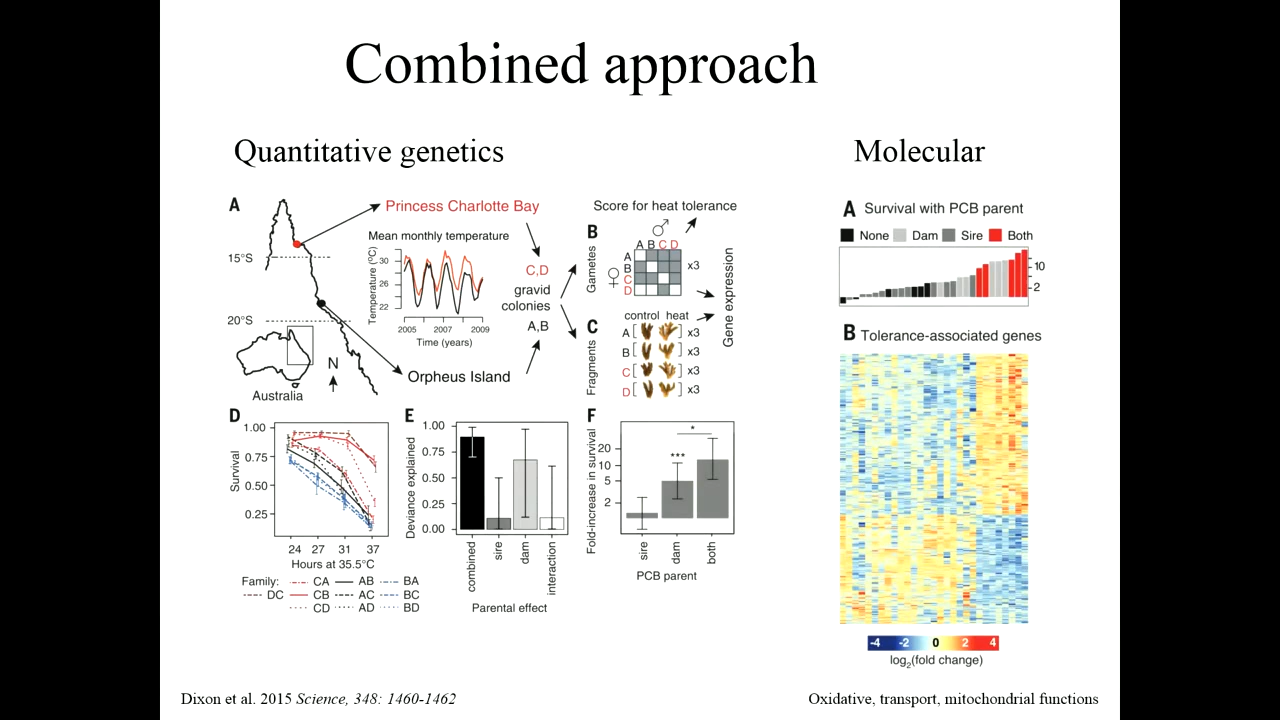 Combined approach
Quantitative genetics
Molecular
A
Princess Charlotte Bay
15°S
20°S
Australia
N
Mean monthly temperature
Temperature (°C)
30
26
22
2005 2007 2009
Time (years)
Orpheus Island
C,D
gravid
colonies
A,B
Score for heat tolerance
B
♂
A B C D
♀
Gametes
A
B
C
D
x3
Gene expression
C
control heat
Fragments
A [ ] x3
B [ ] x3
C [ ] x3
D [ ] x3
D
Survival
1.00
0.75
0.50
0.25
24 27 31 37
Hours at 35.5°C
Family: CA AB BA
DC CB AC BC
CD AD BD
E
Deviance explained
1.00
0.75
0.50
0.25
0.00
combined
sire
dam
interaction
Parental effect
F
Fold-increase in survival
20
10
5
2
***
*
sire
dam
both
PCB parent
A Survival with PCB parent
None Dam Sire Both
10
2
B Tolerance-associated genes
-4 -2 0 2 4
log2(fold change)
Dixon et al. 2015 Science, 348: 1460-1462
Oxidative, transport, mitochondrial functions